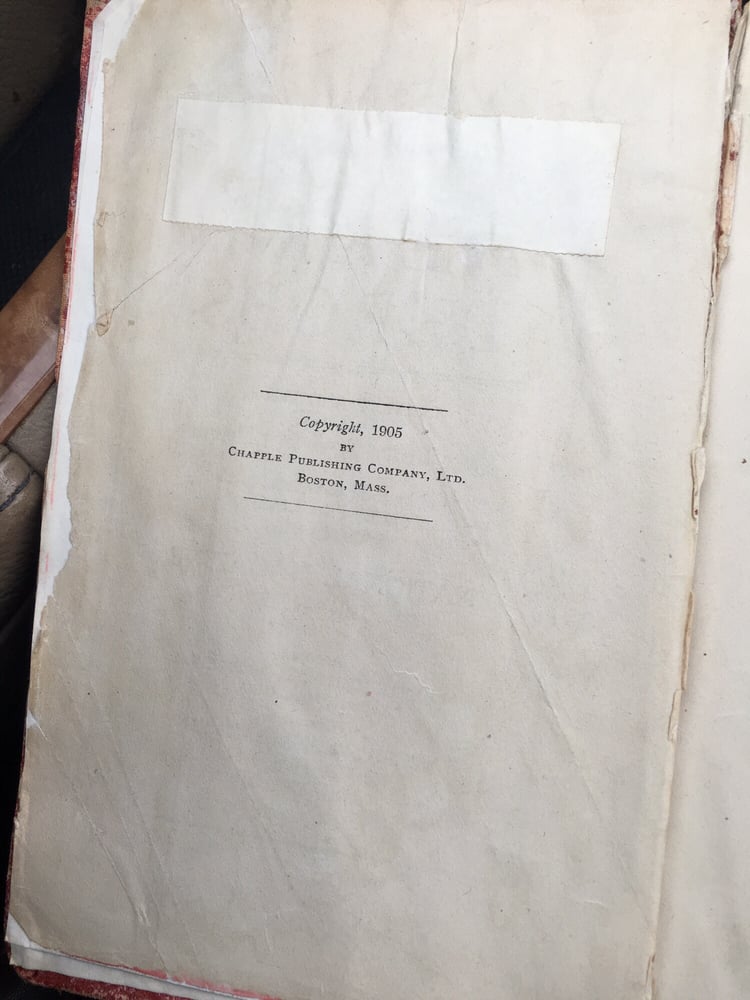 Copyright, 1905
BY
CHAPPLE PUBLISHING COMPANY, LTD.
BOSTON, MASS.